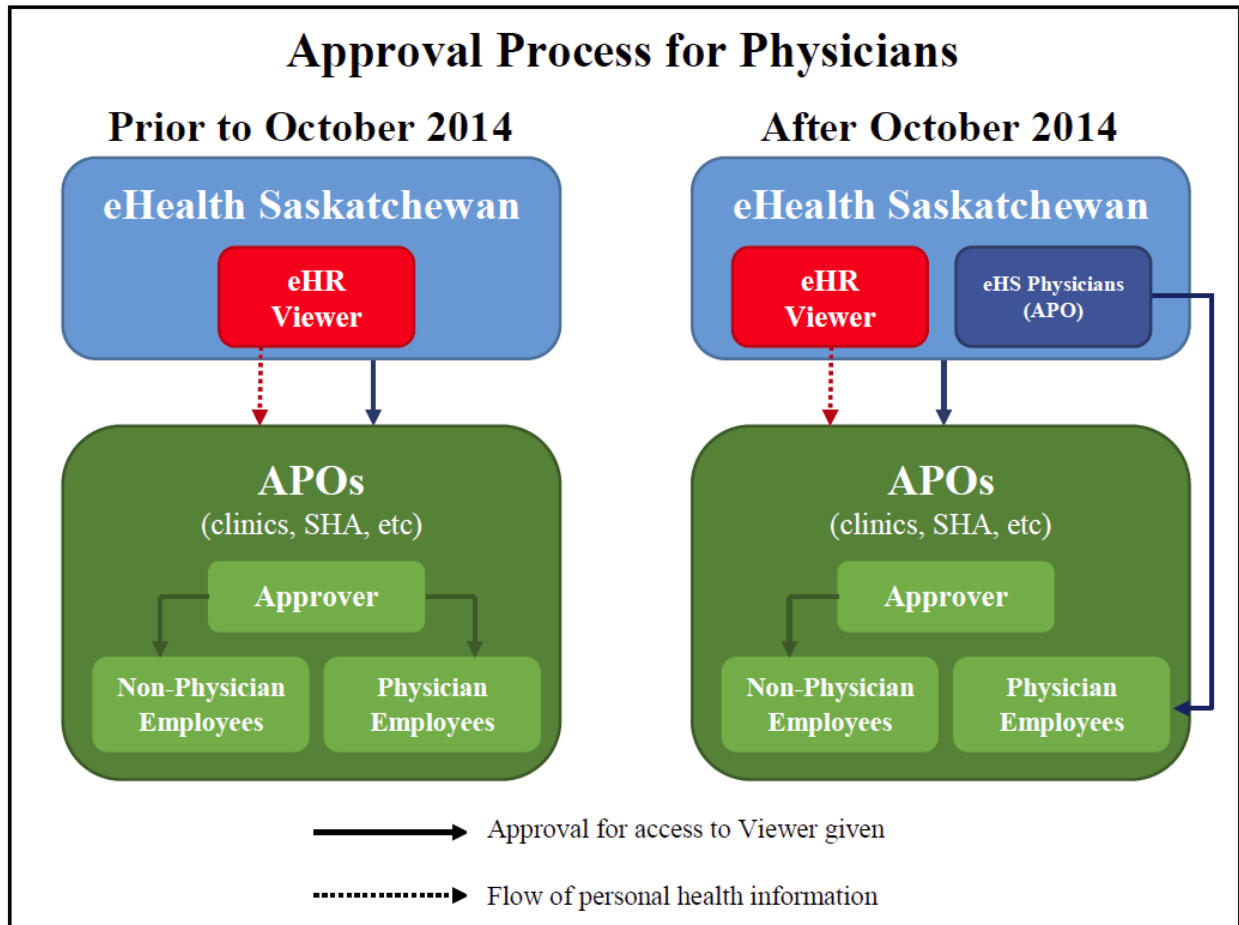 Approval Process for Physicians
Prior to October 2014
eHealth Saskatchewan
eHR
Viewer
APOs
(clinics, SHA, etc)
Approver
Non-Physician
Employees
Physician
Employees
After October 2014
eHealth Saskatchewan
eHR
Viewer
eHS Physicians
(APO)
APOs
(clinics, SHA, etc)
Approver
Non-Physician
Employees
Physician
Employees
Approval for access to Viewer given
Flow of personal health information